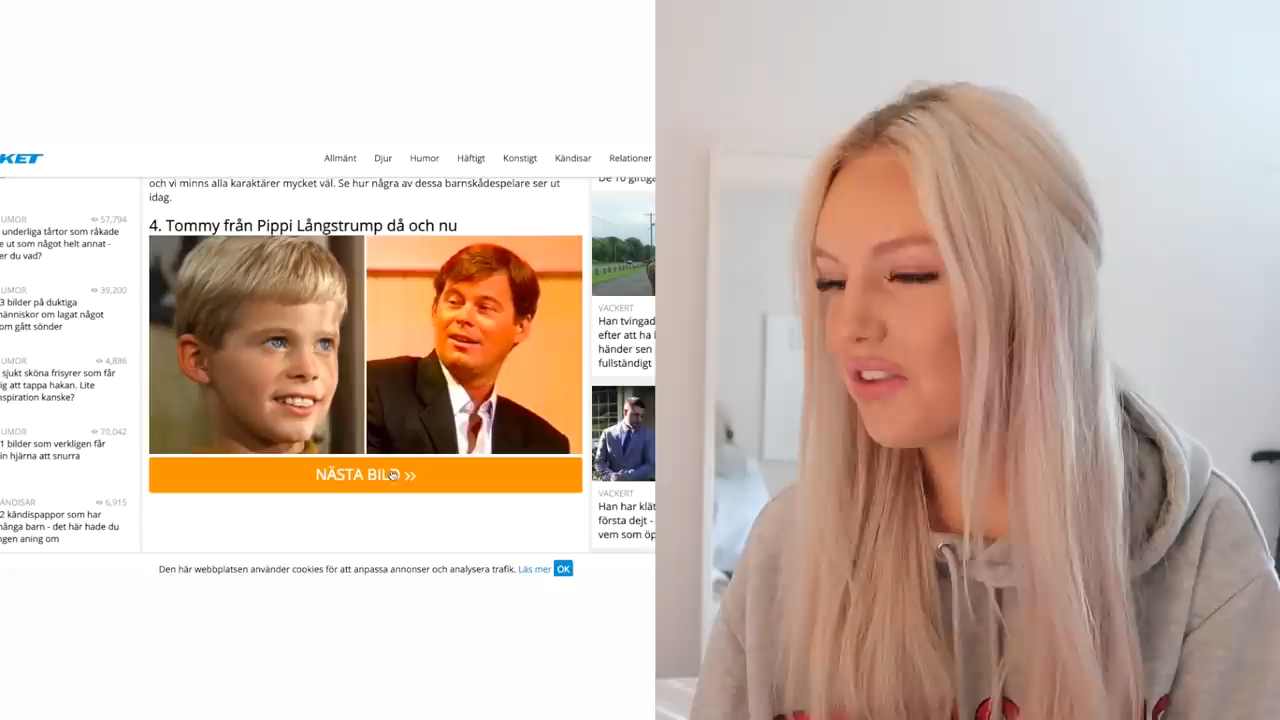 KET
Allmänt Djur Humor Häftigt Konstigt Kändisar Relationer
och vi minns alla karaktärer mycket väl. Se hur några av dessa barnskådespelare ser ut
idag.
4. Tommy från Pippi Långstrump då och nu
NÄSTA BILD >>
UMOR 57,794
underliga tårtor som råkade
e ut som något helt annat -
er du vad?
UMOR 39,200
3 bilder på duktiga
människor om lagat något
om gått sönder
UMOR 4,886
sjukt sköna frisyrer som får
ig att tappa hakan. Lite
nspiration kanske?
UMOR 70,042
1 bilder som verkligen får
in hjärna att snurra
ÄNDISAR 6,915
2 kändispappor som har
många barn - det här hade du
ngen aning om
De 10 giftiga
VACKERT
Han tvingad
efter att ha
händer sen
fullständigt
VACKERT
Han har klät
första dejt -
vem som öp
Den här webbplatsen använder cookies för att anpassa annonser och analysera trafik. Läs mer OK